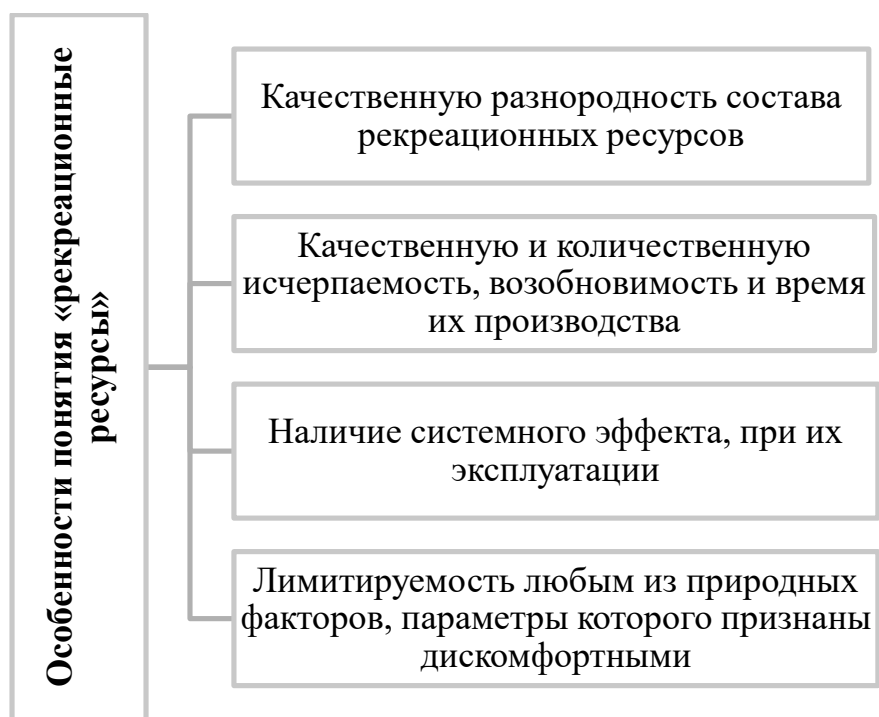 Особенности понятия «рекреационные
ресурсы»
Качественную разнородность состава
рекреационных ресурсов
Качественную и количественную
исчерпаемость, возобновимость и время
их производства
Наличие системного эффекта, при их
эксплуатации
Лимитируемость любым из природных
факторов, параметры которого признаны
дискомфортными